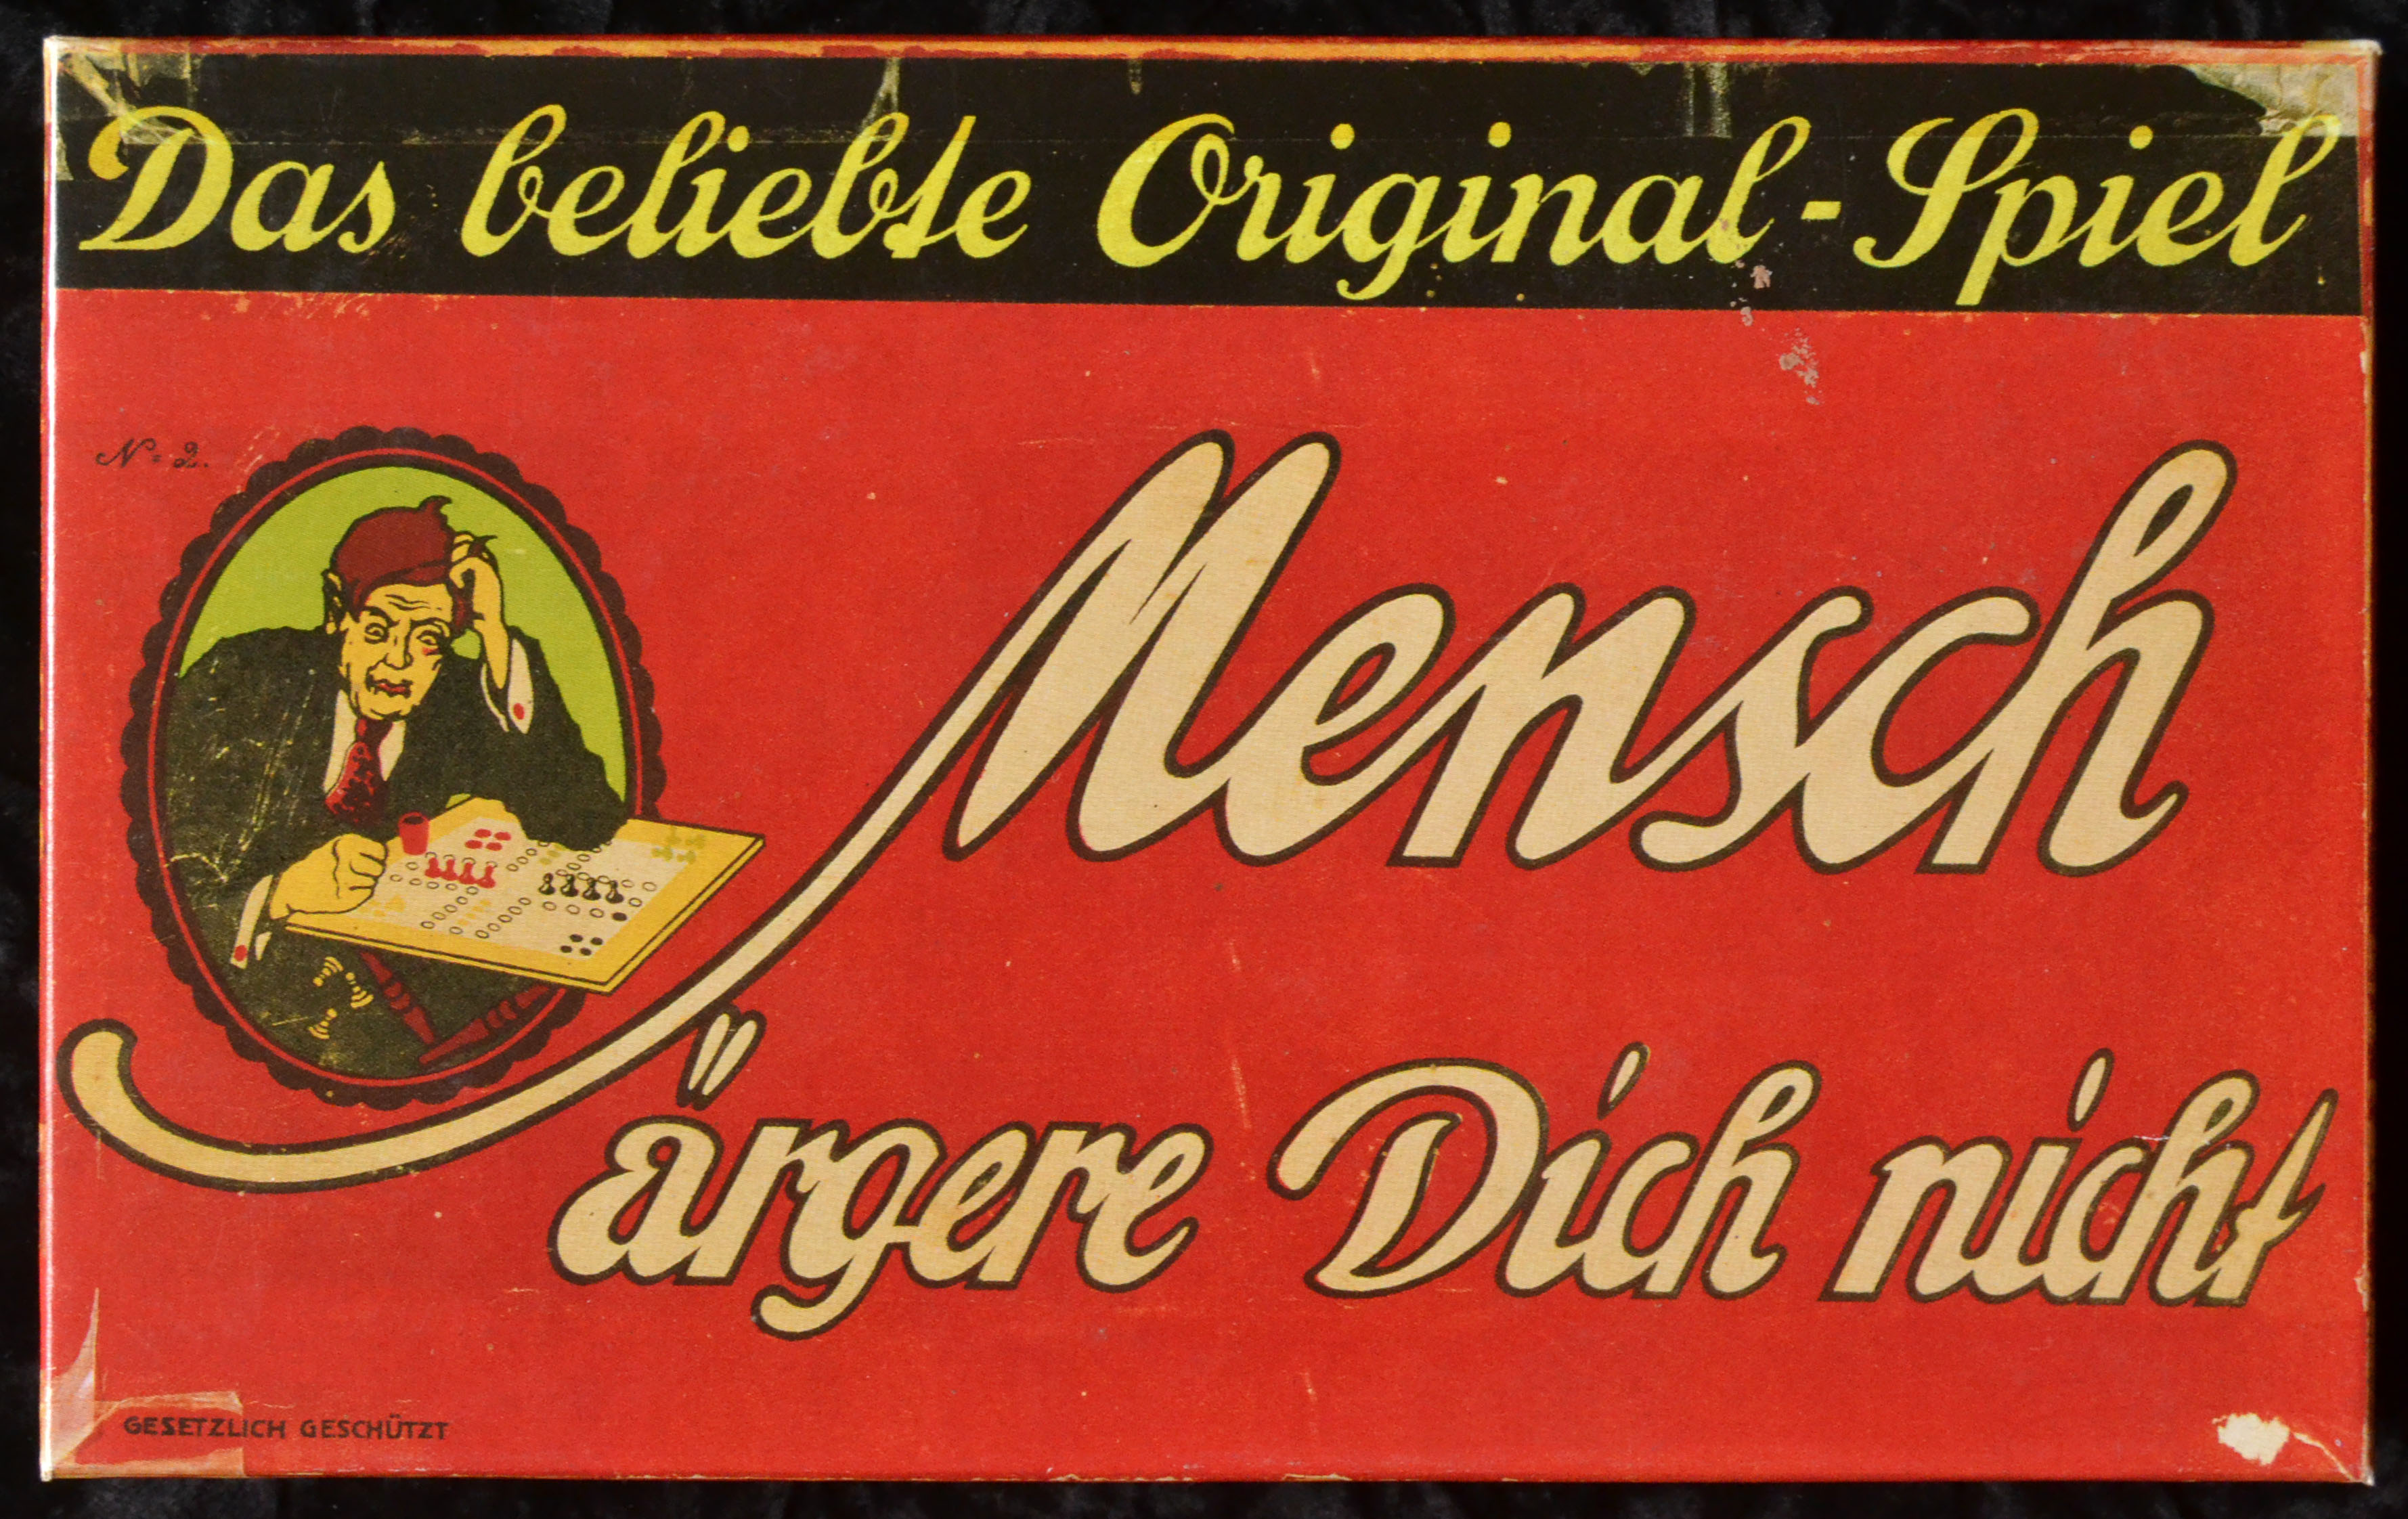 Das beliebte Original-Spiel
N= 2.
Mensch
ärgere Dich nicht
GESETZLICH GESCHÜTZT